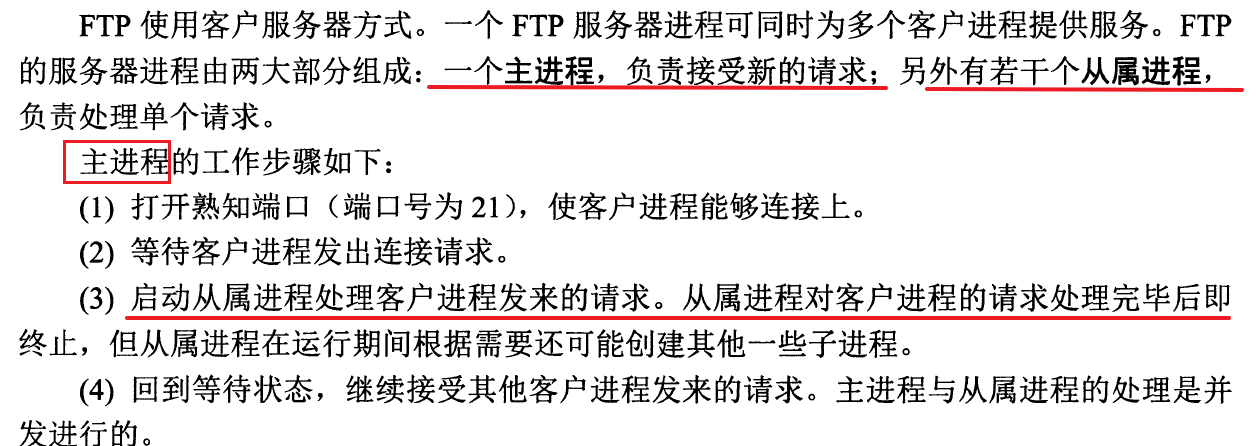 FTP 使用客户服务器方式。一个 FTP 服务器进程可同时为多个客户进程提供服务。FTP
的服务器进程由两大部分组成：一个主进程，负责接受新的请求；另外有若干个从属进程，
负责处理单个请求。
主进程的工作步骤如下：
(1) 打开熟知端口（端口号为 21），使客户进程能够连接上。
(2) 等待客户进程发出连接请求。
(3) 启动从属进程处理客户进程发来的请求。从属进程对客户进程的请求处理完毕后即
终止，但从属进程在运行期间根据需要还可能创建其他一些子进程。
(4) 回到等待状态，继续接受其他客户进程发来的请求。主进程与从属进程的处理是并
发进行的。